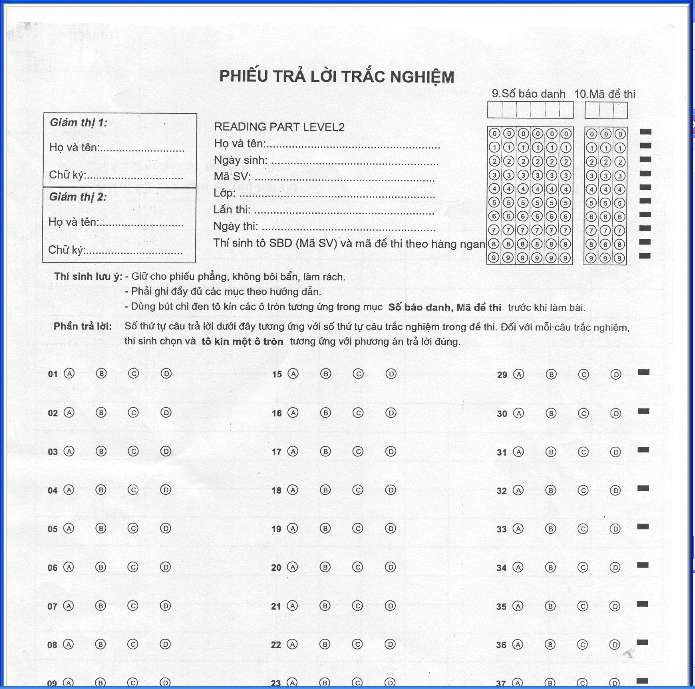 PHIẾU TRẢ LỜI TRẮC NGHIỆM
9.Số báo danh 10.Mã đề thi
Giám thị 1:
Họ và tên:............................
Chữ ký:................................
Giám thị 2:
Họ và tên:............................
Chữ ký:................................
READING PART LEVEL2
Họ và tên:..........................................................
Ngày sinh: ........................................................
Mã SV: ............................................................
Lớp: .................................................................
Lần thi: ............................................................
Ngày thi: ..........................................................
Thí sinh tô SBD (Mã SV) và mã đề thi theo hàng ngan
0 0 0 0 0 0 0 0 0
1 1 1 1 1 1 1 1 1
2 2 2 2 2 2 2 2 2
3 3 3 3 3 3 3 3 3
4 4 4 4 4 4 4 4 4
5 5 5 5 5 5 5 5 5
6 6 6 6 6 6 6 6 6
7 7 7 7 7 7 7 7 7
8 8 8 8 8 8 8 8 8
9 9 9 9 9 9 9 9 9
Thí sinh lưu ý: - Giữ cho phiếu phẳng, không bôi bẩn, làm rách.
- Phải ghi đầy đủ các mục theo hướng dẫn.
- Dùng bút chì đen tô kín các ô tròn tương ứng trong mục Số báo danh, Mã đề thi trước khi làm bài.
Phần trả lời: Số thứ tự câu trả lời dưới đây tương ứng với số thứ tự câu trắc nghiệm trong đề thi. Đối với mỗi câu trắc nghiệm,
thí sinh chọn và tô kín một ô tròn tương ứng với phương án trả lời đúng.
01 A B C D 15 A B C D 29 A B C D
02 A B C D 16 A B C D 30 A B C D
03 A B C D 17 A B C D 31 A B C D
04 A B C D 18 A B C D 32 A B C D
05 A B C D 19 A B C D 33 A B C D
06 A B C D 20 A B C D 34 A B C D
07 A B C D 21 A B C D 35 A B C D
08 A B C D 22 A B C D 36 A B C D
09 A B C D 23 A B C D 37 A B C D